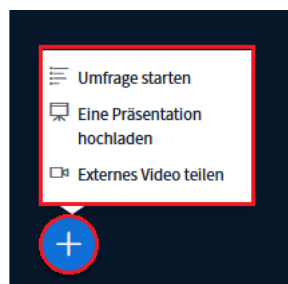 Umfrage starten
Eine Präsentation
hochladen
Externes Video teilen